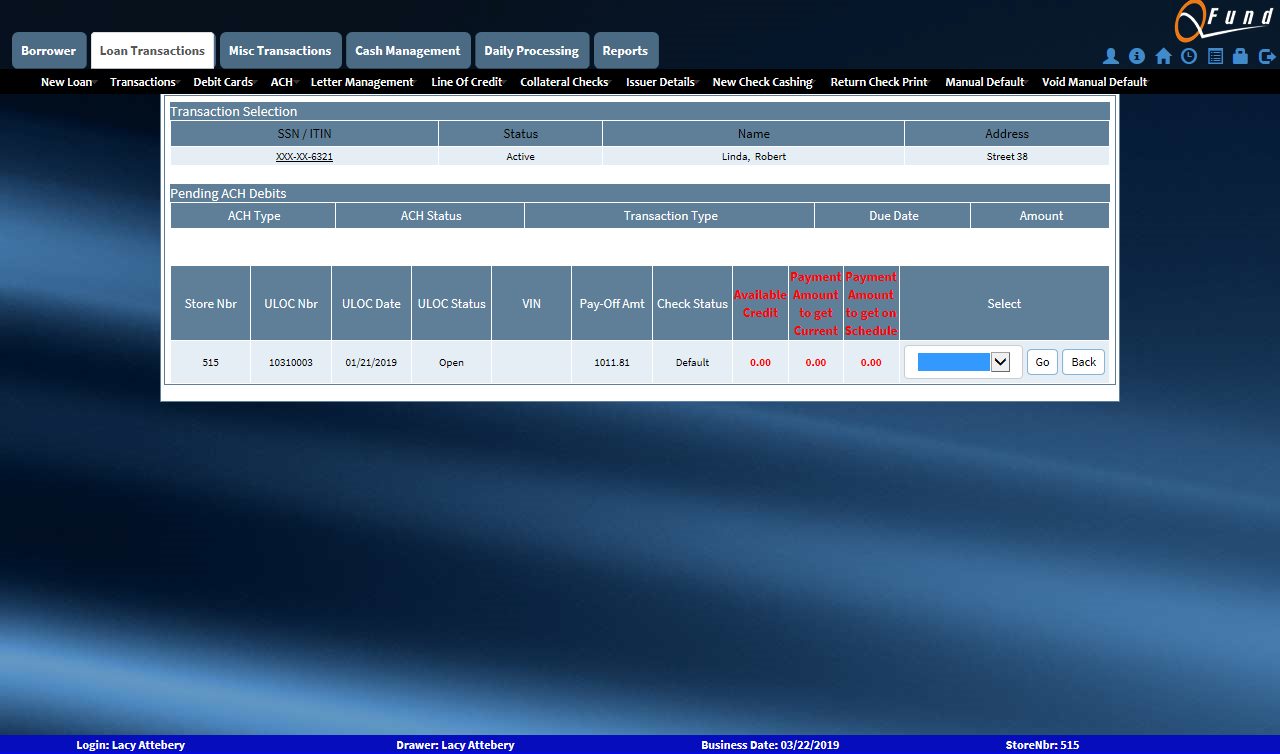 Fund
Borrower Loan Transactions Misc Transactions Cash Management Daily Processing Reports
New Loan Transactions Debit Cards ACH Letter Management Line Of Credit Collateral Checks Issuer Details New Check Cashing Return Check Print Manual Default Void Manual Default
Transaction Selection
SSN / ITIN Status Name Address
XXX-XX-6321 Active Linda, Robert Street 38
Pending ACH Debits
ACH Type ACH Status Transaction Type Due Date Amount
Store Nbr ULOC Nbr ULOC Date ULOC Status VIN Pay-Off Amt Check Status Available Credit Payment Amount to get Current Payment Amount to get on Schedule Select
515 10310003 01/21/2019 Open 1011.81 Default 0.00 0.00 0.00 Go Back
Login: Lacy Attebery Drawer: Lacy Attebery Business Date: 03/22/2019 StoreNbr: 515